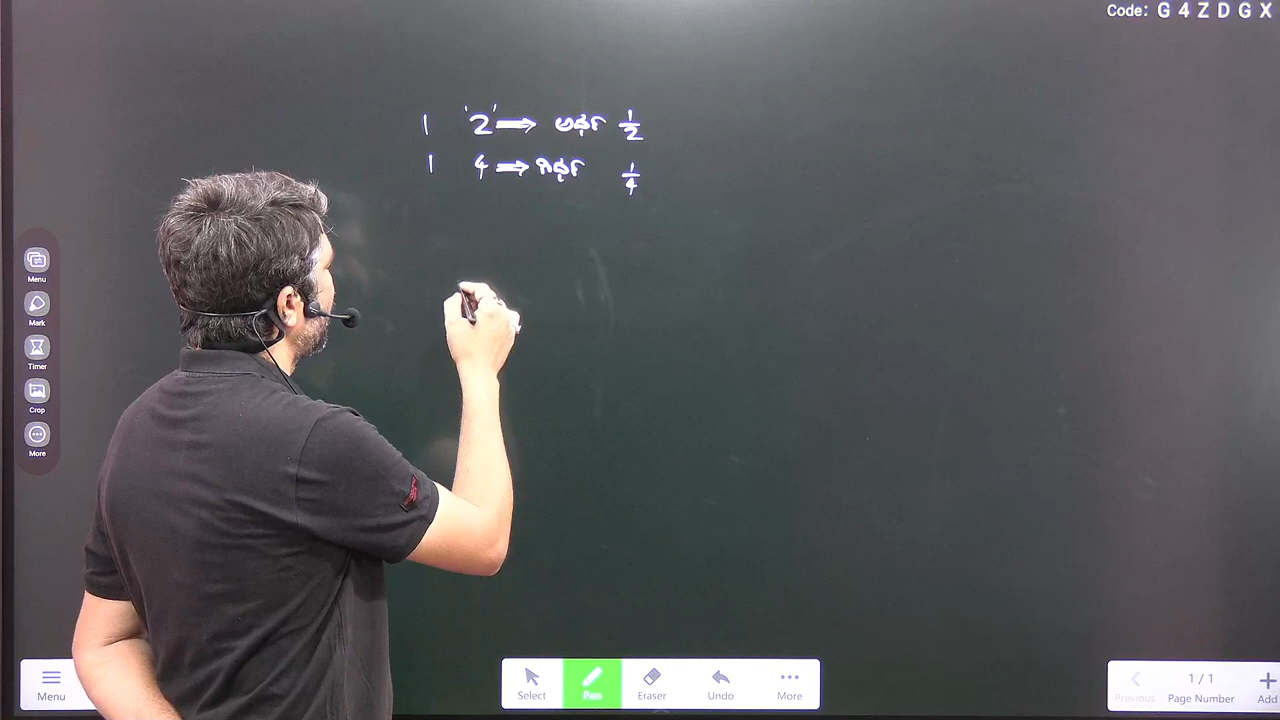 Code: G 4 Z D G X
1 '2' ⟹ 1/2
1 4 ⟹ 1/4
Menu
Mark
Timer
Crop
More
Menu
Select
Pen
Eraser
Undo
More
Previous
1 / 1
Page Number
Add